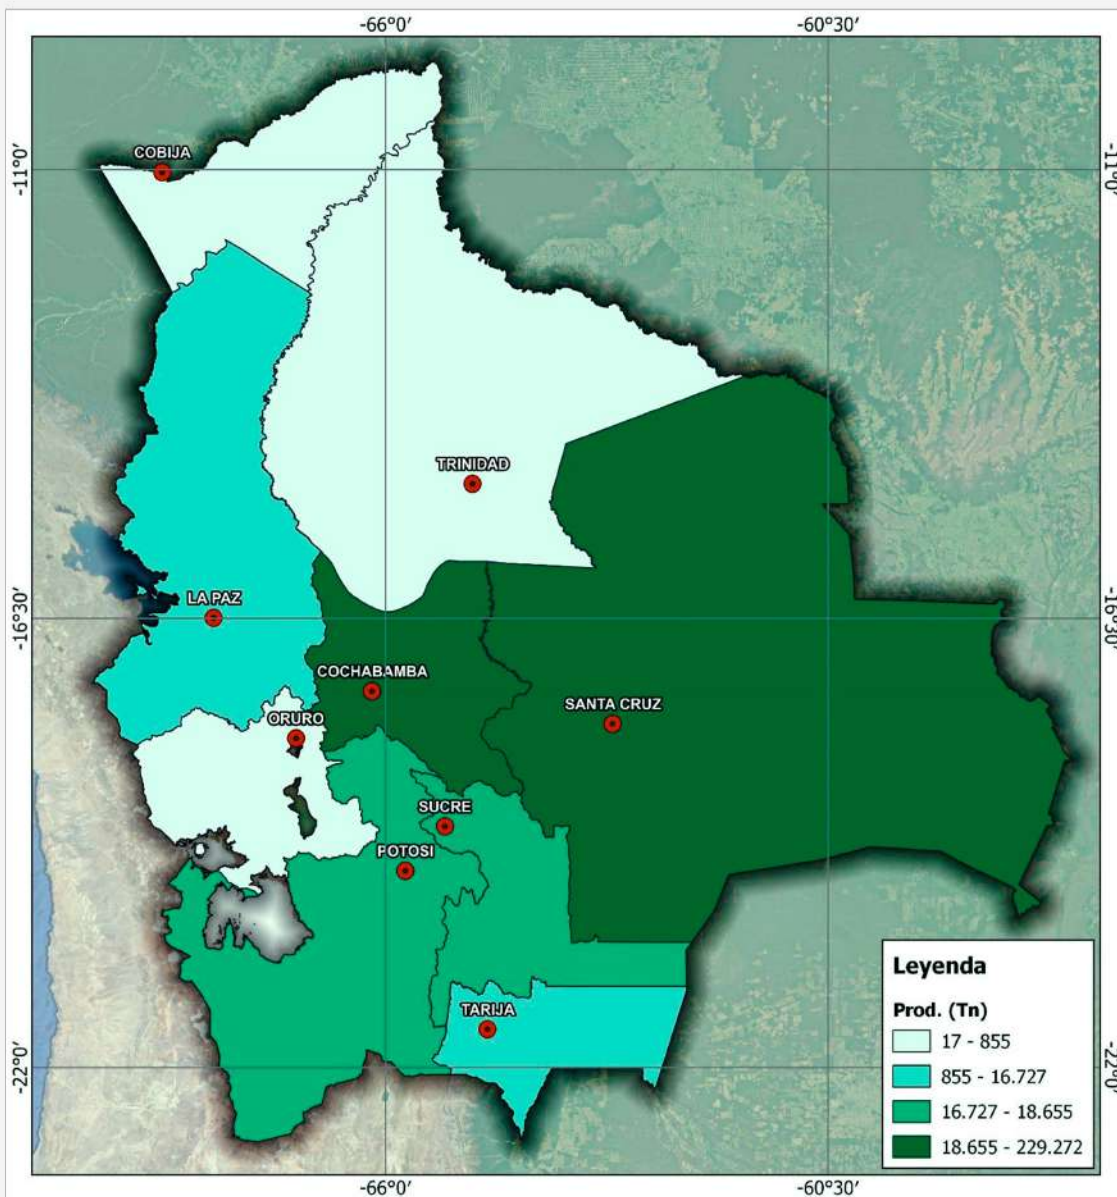 -66°0'
-60°30'
COBIJA
-11°0'
-11°0'
TRINIDAD
LA PAZ
-16°30'
-16°30'
COCHABAMBA
SANTA CRUZ
ORURO
SUCRE
POTOSI
TARIJA
-22°0'
-22°0'
Leyenda
Prod. (Tn)
17 - 855
855 - 16.727
16.727 - 18.655
18.655 - 229.272
-66°0'
-60°30'